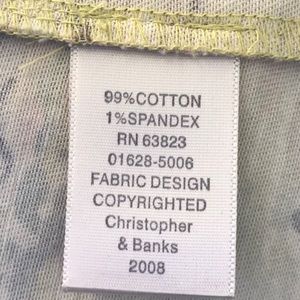 99%COTTON
1%SPANDEX
RN 63823
01628-5006
FABRIC DESIGN
COPYRIGHTED
Christopher
& Banks
2008